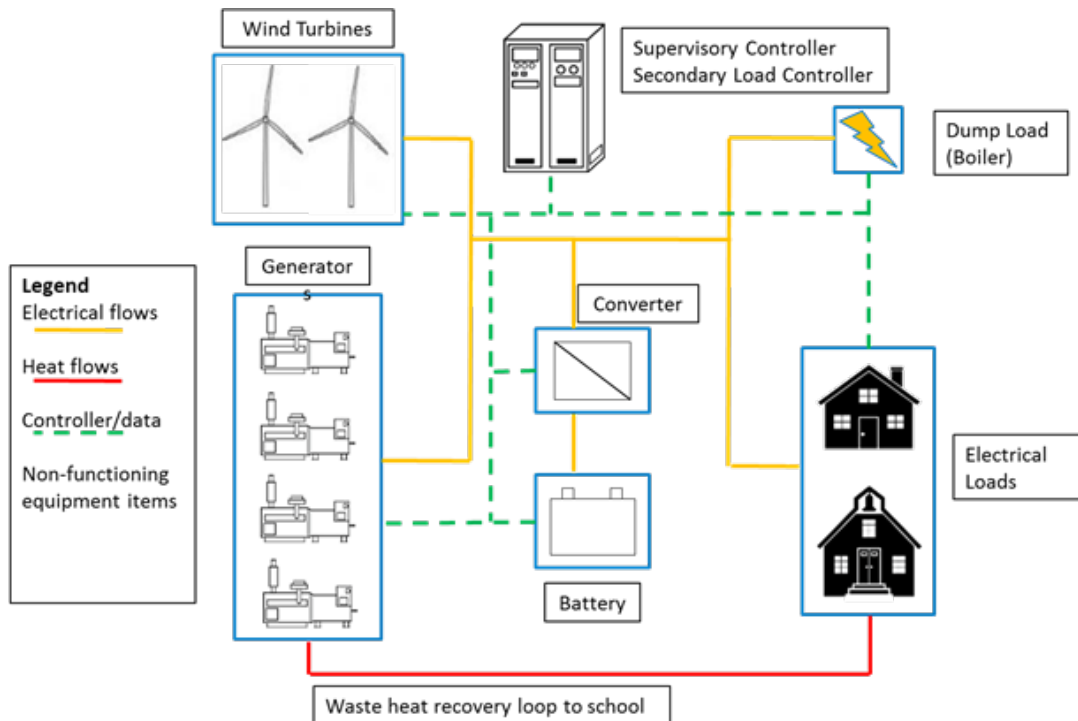 Wind Turbines
Supervisory Controller
Secondary Load Controller
Dump Load
(Boiler)
Generator
s
Legend
Electrical flows
Heat flows
Controller/data
Non-functioning
equipment items
Converter
Electrical
Loads
Battery
Waste heat recovery loop to school